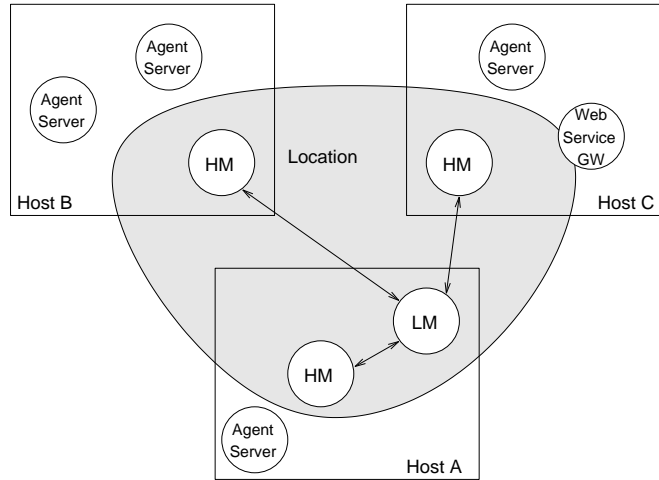 Agent
Server
Agent
Server
HM
Host B
Location
Agent
Server
Web
Service
GW
HM
Host C
LM
HM
Agent
Server
Host A